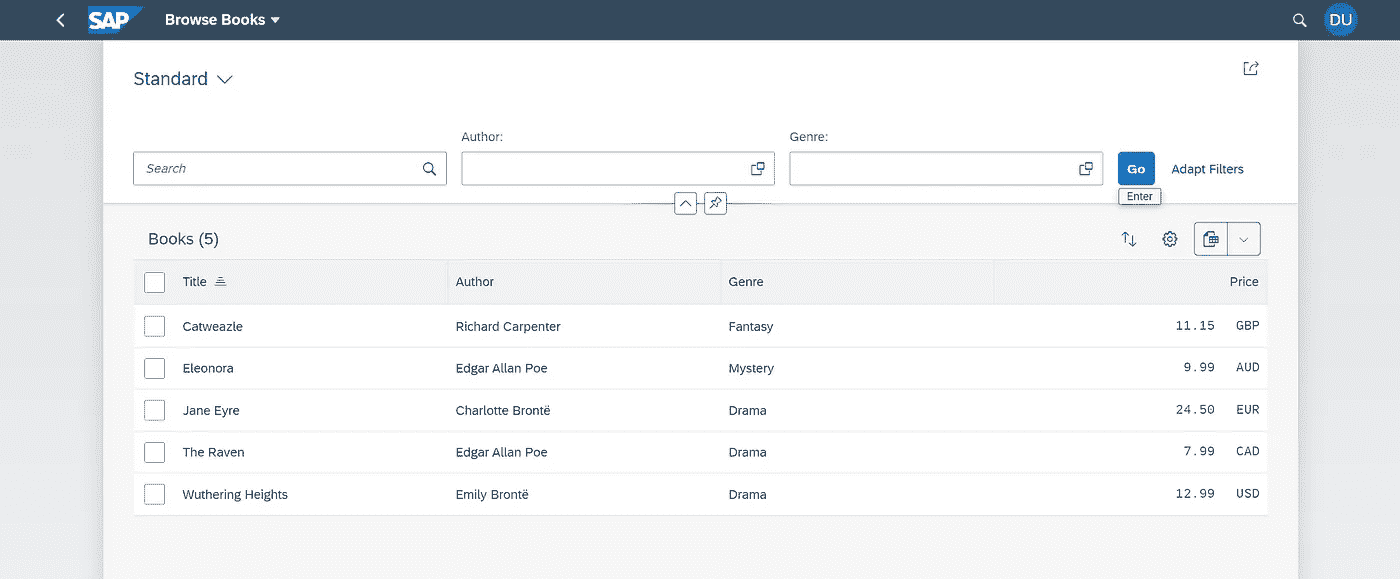 SAP Browse Books DU
Standard
Author: Genre:
Search Go Adapt Filters
Enter
Books (5)
Title Author Genre Price
Catweazle Richard Carpenter Fantasy 11.15 GBP
Eleonora Edgar Allan Poe Mystery 9.99 AUD
Jane Eyre Charlotte Brontë Drama 24.50 EUR
The Raven Edgar Allan Poe Drama 7.99 CAD
Wuthering Heights Emily Brontë Drama 12.99 USD